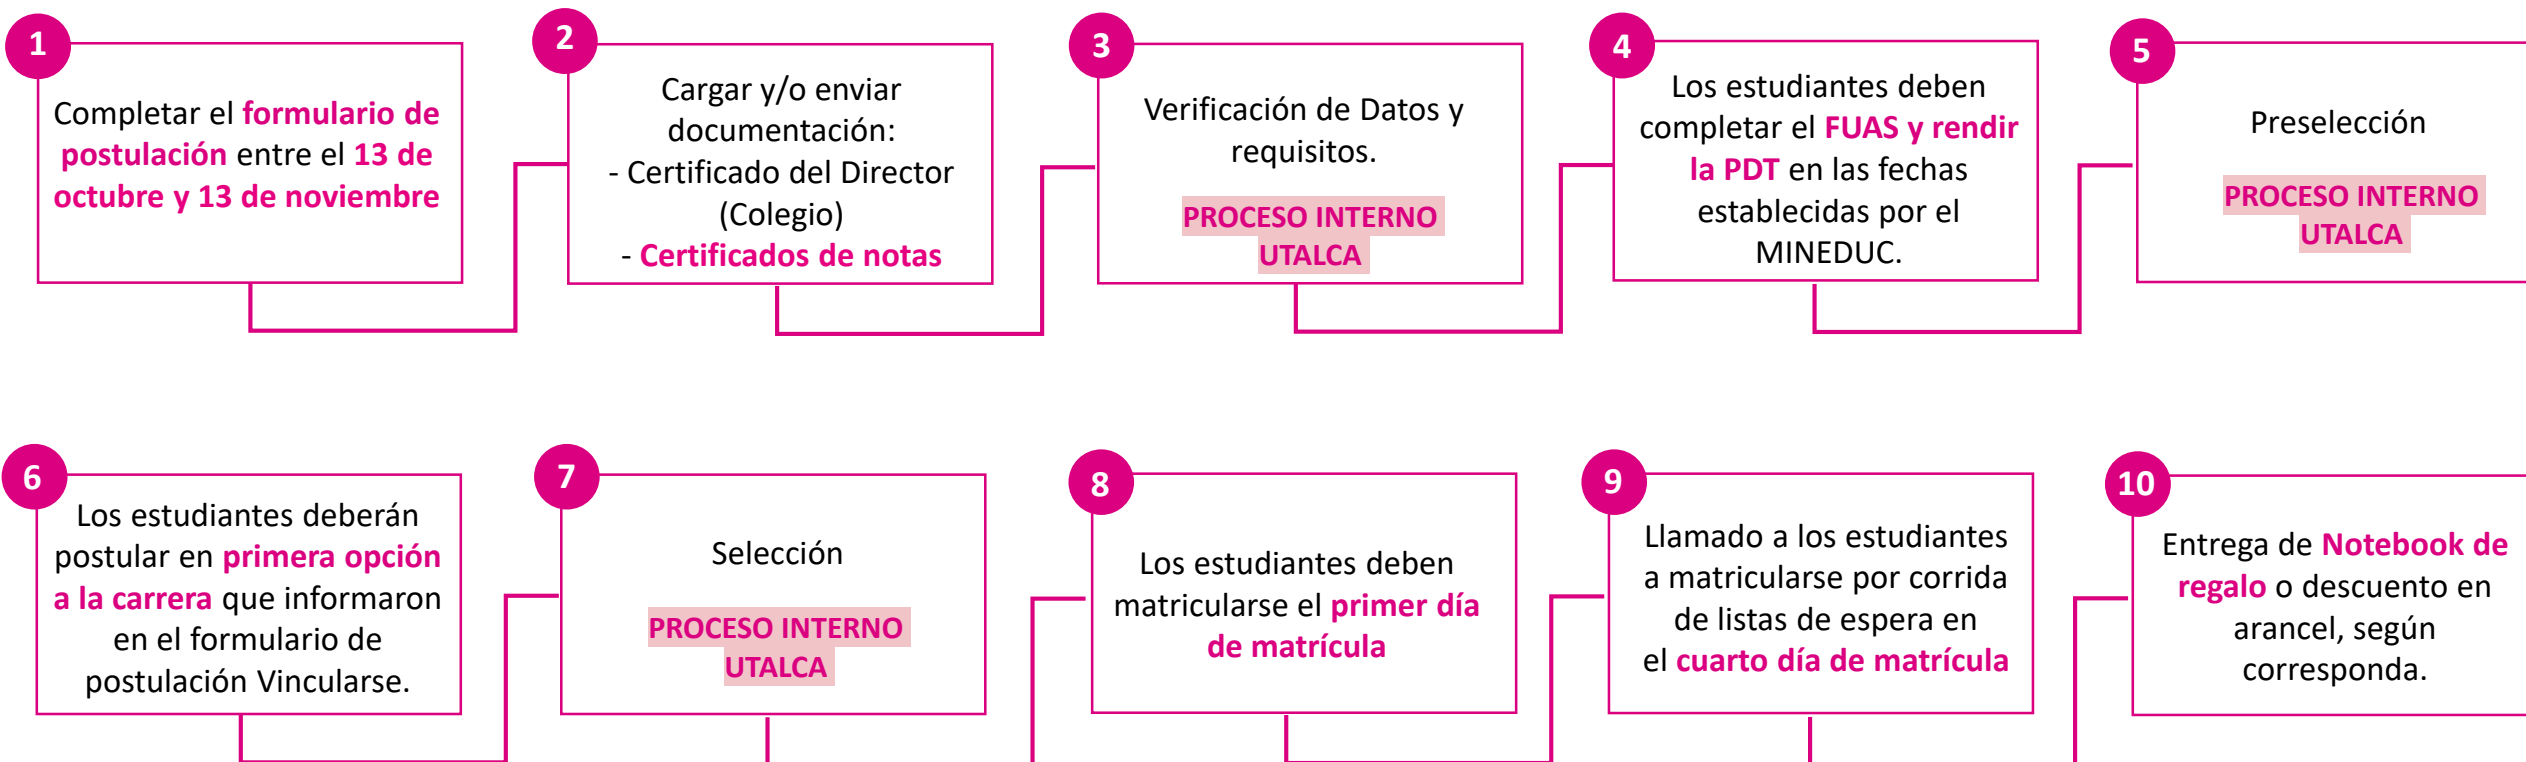 1
Completar el formulario de
postulación entre el 13 de
octubre y 13 de noviembre
2
Cargar y/o enviar
documentación:
- Certificado del Director
(Colegio)
- Certificados de notas
3
Verificación de Datos y
requisitos.
PROCESO INTERNO
UTALCA
4
Los estudiantes deben
completar el FUAS y rendir
la PDT en las fechas
establecidas por el
MINEDUC.
5
Preselección
PROCESO INTERNO
UTALCA
6
Los estudiantes deberán
postular en primera opción
a la carrera que informaron
en el formulario de
postulación Vincularse.
7
Selección
PROCESO INTERNO
UTALCA
8
Los estudiantes deben
matricularse el primer día
de matrícula
9
Llamado a los estudiantes
a matricularse por corrida
de listas de espera en
el cuarto día de matrícula
10
Entrega de Notebook de
regalo o descuento en
arancel, según
corresponda.